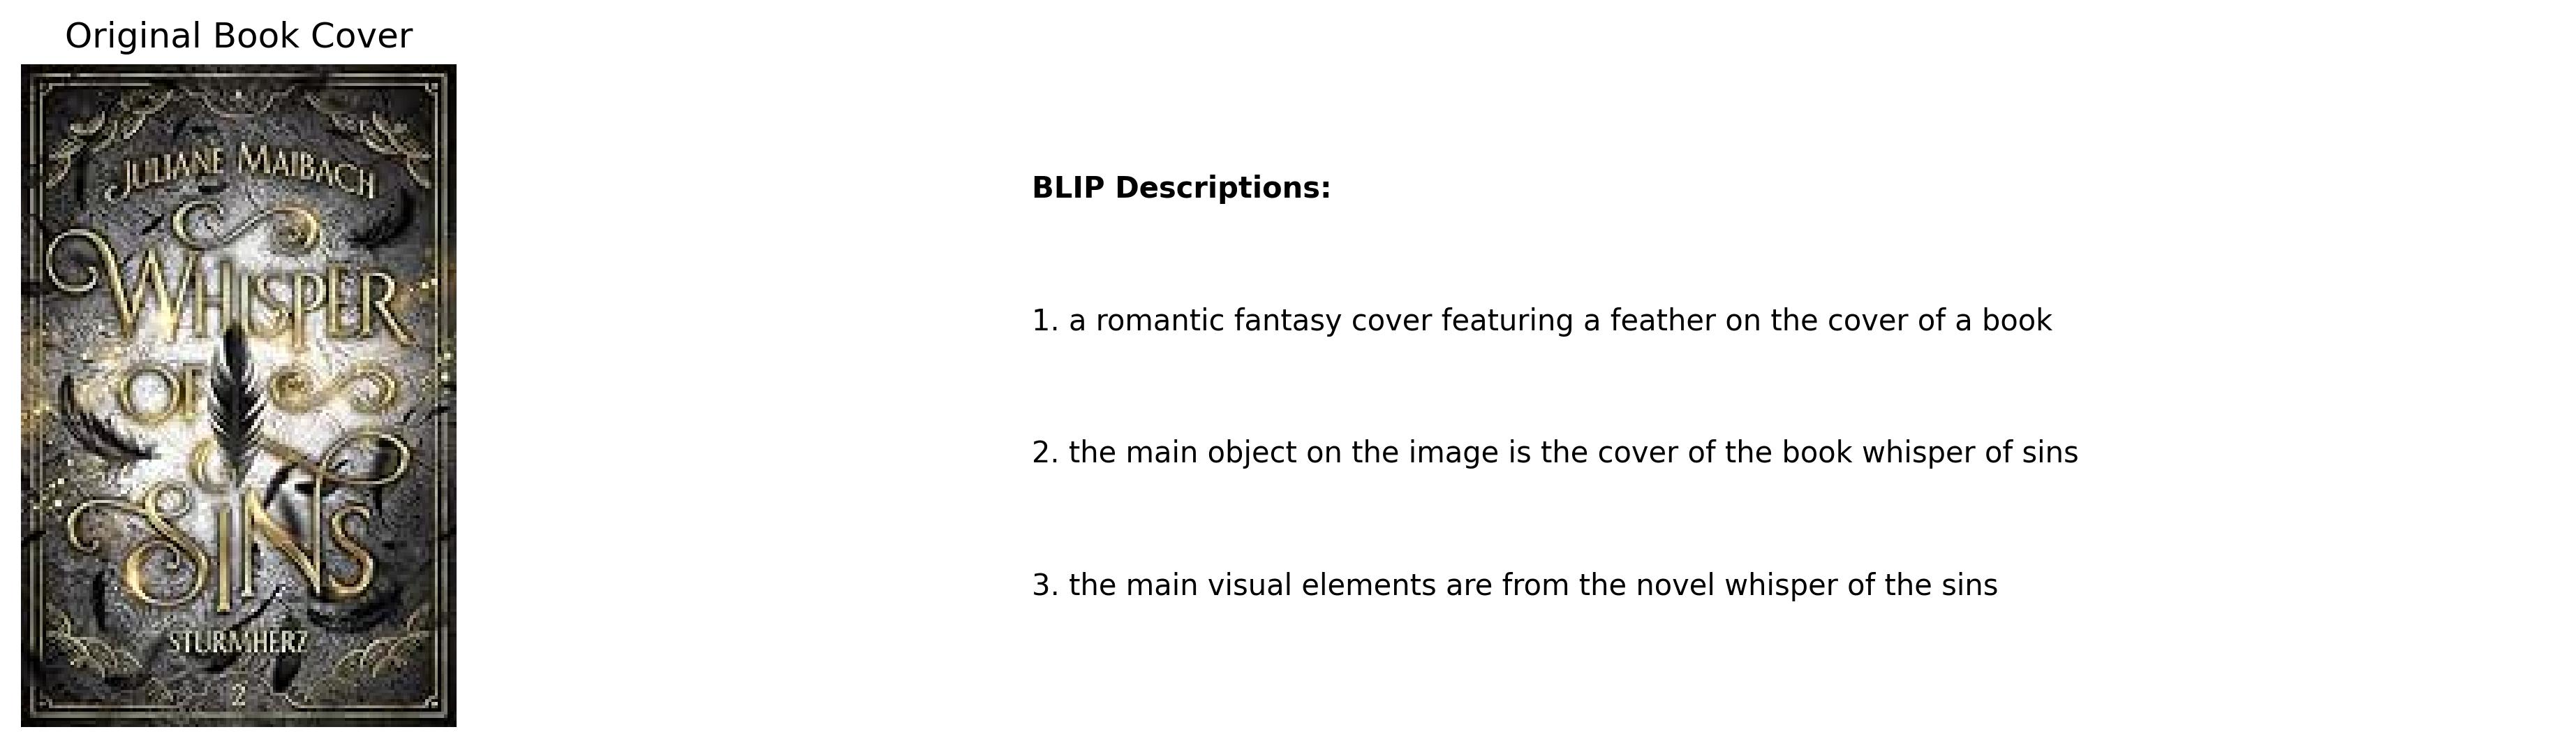 Original Book Cover
JULIANE MAIBACH
WHISPER
OF
SINS
STURMHERZ
2
BLIP Descriptions:
1. a romantic fantasy cover featuring a feather on the cover of a book
2. the main object on the image is the cover of the book whisper of sins
3. the main visual elements are from the novel whisper of the sins